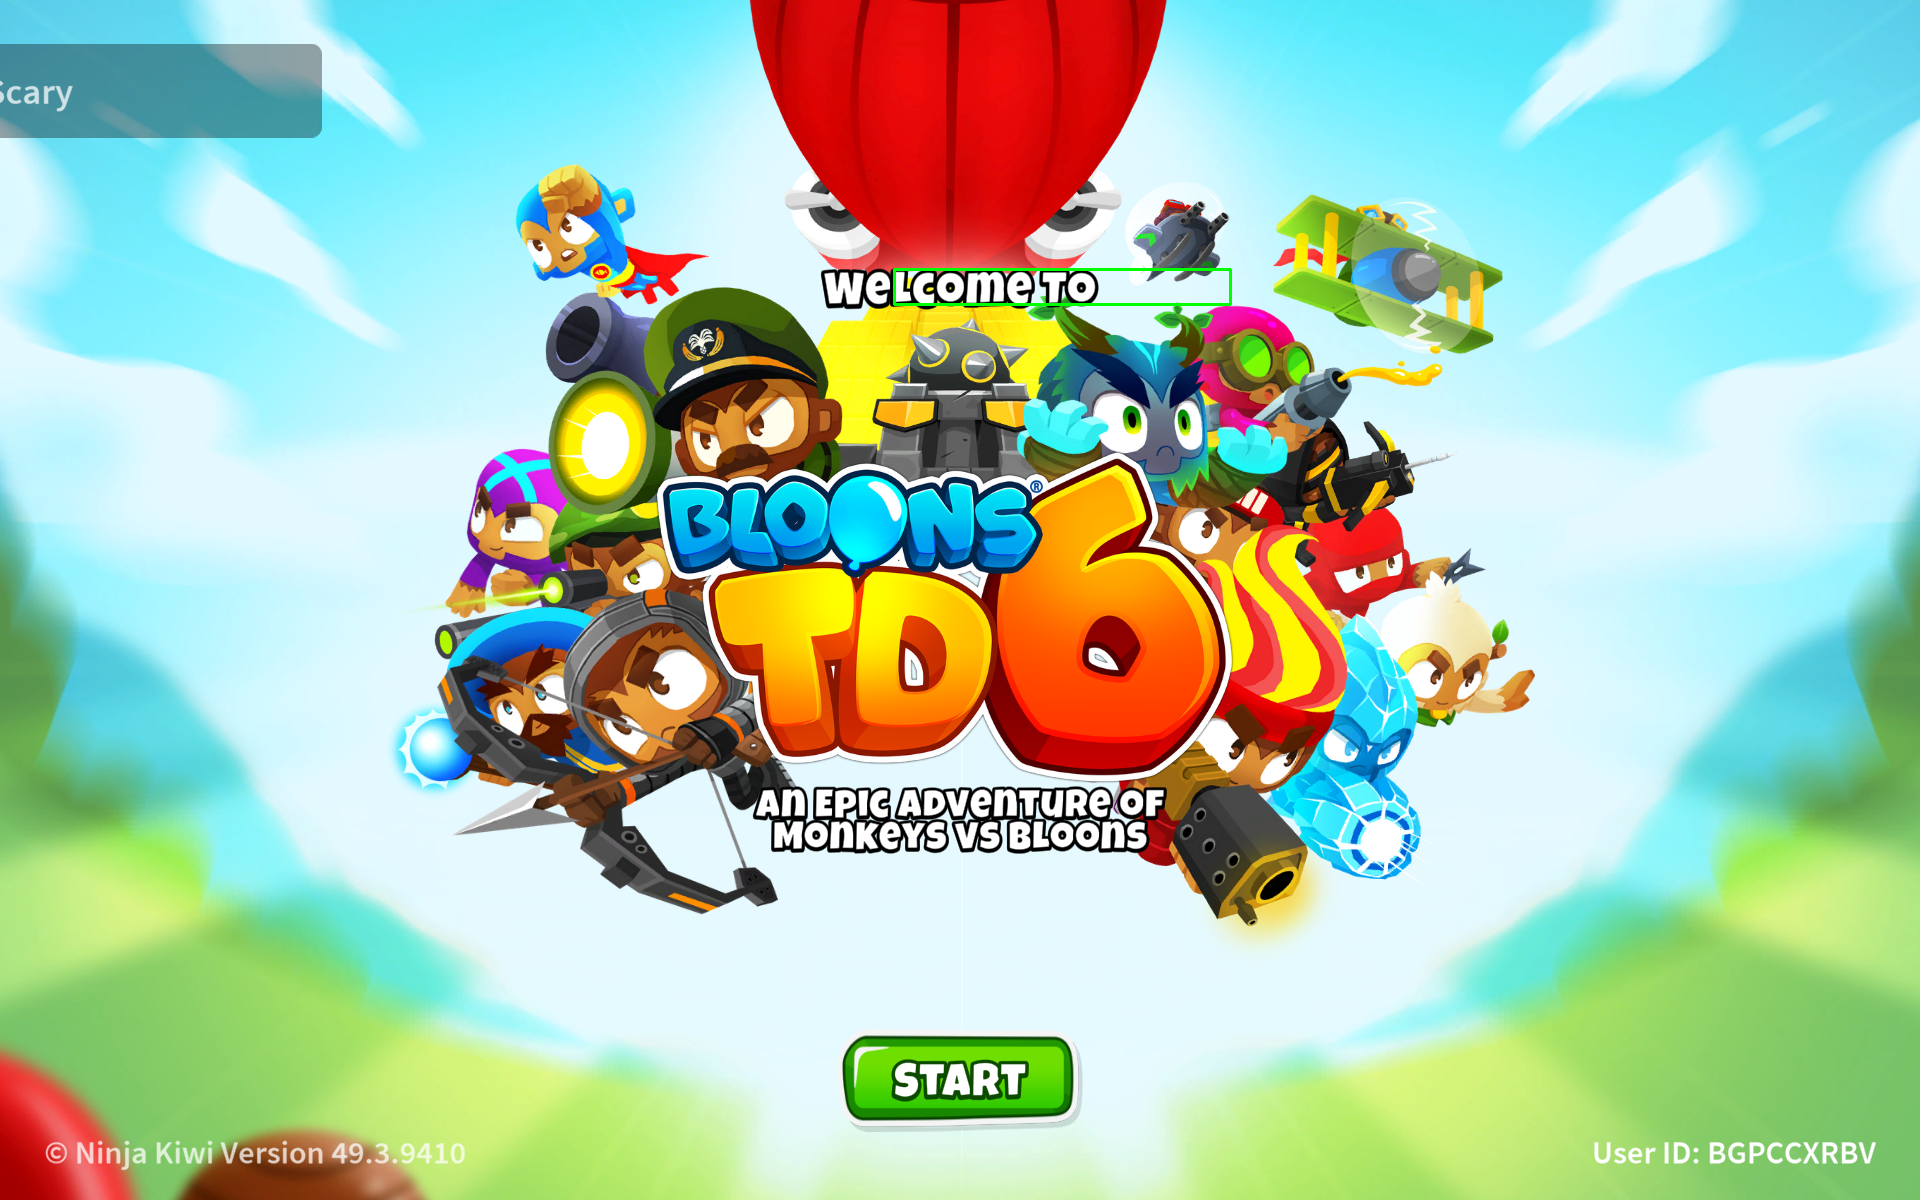 Scary
Welcome to
BLOONS®
TD6
An Epic Adventure of
Monkeys vs Bloons
START
© Ninja Kiwi Version 49.3.9410
User ID: BGPCCXRBV